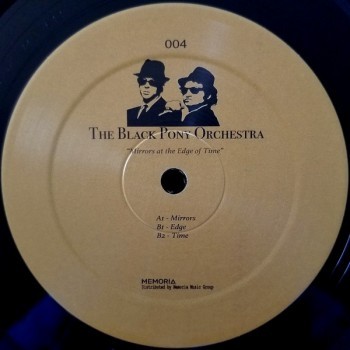 004
THE BLACK PONY ORCHESTRA
"Mirrors at the Edge of Time"
A1 - Mirrors
B1 - Edge
B2 - Time
MEMORIA
Distributed by Memoria Music Group